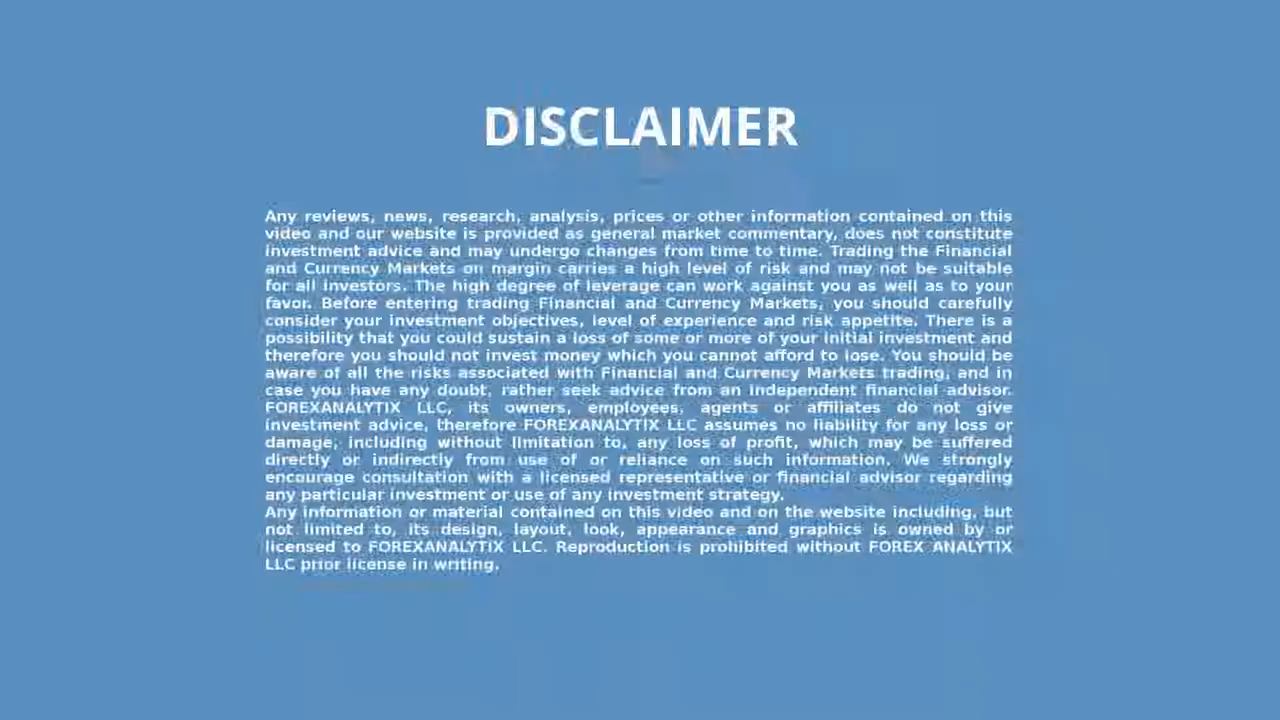 DISCLAIMER
Any reviews, news, research, analysis, prices or other information contained on this
video and our website is provided as general market commentary, does not constitute
investment advice and may undergo changes from time to time. Trading the Financial
and Currency Markets on margin carries a high level of risk and may not be suitable
for all investors. The high degree of leverage can work against you as well as to your
favor. Before entering trading Financial and Currency Markets, you should carefully
consider your investment objectives, level of experience and risk appetite. There is a
possibility that you could sustain a loss of some or more of your initial investment and
therefore you should not invest money which you cannot afford to lose. You should be
aware of all the risks associated with Financial and Currency Markets trading, and in
case you have any doubt, rather seek advice from an independent financial advisor.
FOREXANALYTIX LLC, its owners, employees, agents or affiliates do not give
investment advice, therefore FOREXANALYTIX LLC assumes no liability for any loss or
damage, including without limitation to, any loss of profit, which may be suffered
directly or indirectly from use of or reliance on such information. We strongly
encourage consultation with a licensed representative or financial advisor regarding
any particular investment or use of any investment strategy.
Any information or material contained on this video and on the website including, but
not limited to, its design, layout, look, appearance and graphics is owned by or
licensed to FOREXANALYTIX LLC. Reproduction is prohibited without FOREX ANALYTIX
LLC prior license in writing.